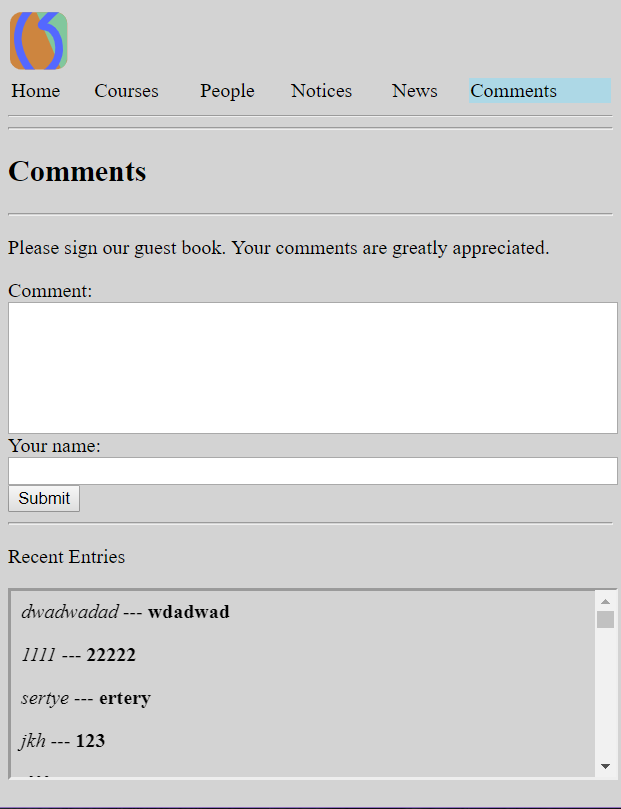 Home Courses People Notices News Comments
Comments
Please sign our guest book. Your comments are greatly appreciated.
Comment:
Your name:
Submit
Recent Entries
dwadwadad --- wdadwad
1111 --- 22222
sertye --- ertery
jkh --- 123